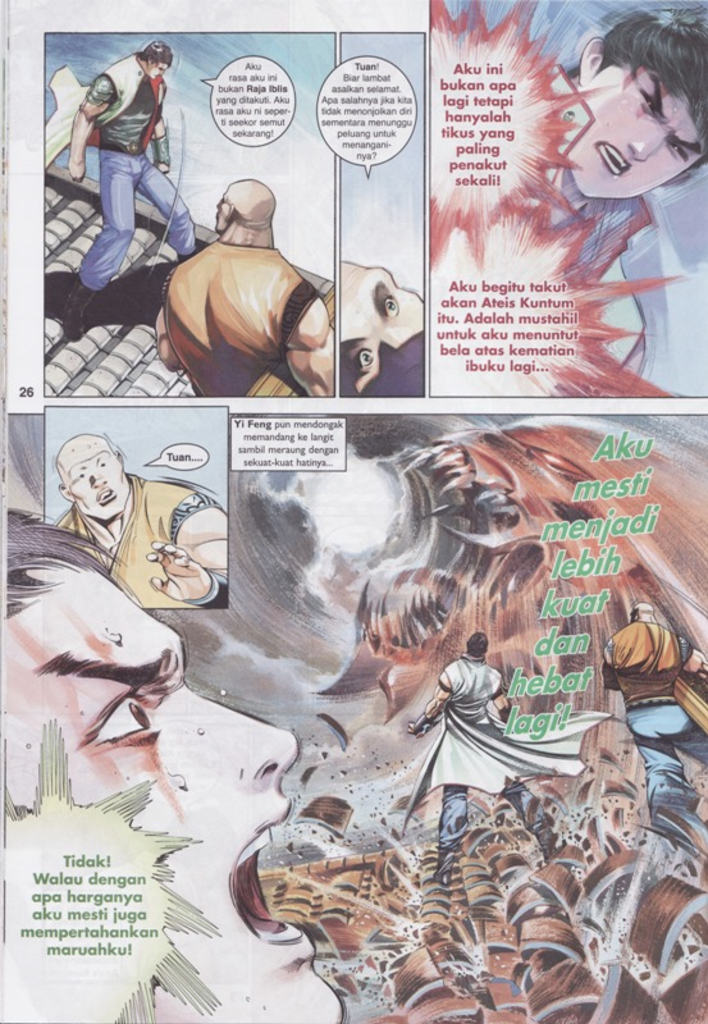 Aku
rasa aku ini
bukan Raja Iblis
yang ditakuti. Aku
rasa aku ni seper-
ti seekor semut
sekarang!
Tuan!
Biar lambat
asalkan selamat.
Apa salahnya jika kita
tidak menonjolkan diri
sementara menunggu
peluang untuk
menangani-
nya?
Aku ini
bukan apa
lagi tetapi
hanyalah
tikus yang
paling
penakut
sekali!
Aku begitu takut
akan Ateis Kuntum
itu. Adalah mustahil
untuk aku menuntut
bela atas kematian
ibuku lagi...
26
Tuan....
Yi Feng pun mendongak
memandang ke langit
sambil meraung dengan
sekuat-kuat hatinya...
Aku
mesti
menjadi
lebih
kuat
dan
hebat
lagi!
Tidak!
Walau dengan
apa harganya
aku mesti juga
mempertahankan
maruahku!